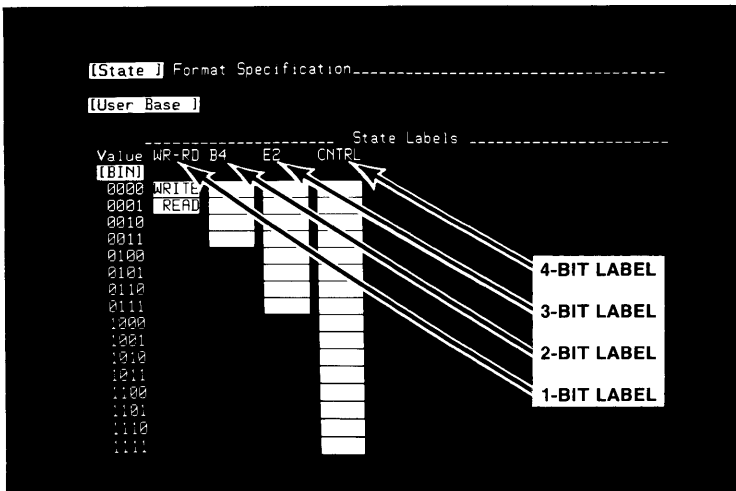 [State ] Format Specification
[User Base ]
State Labels
Value WR-RD B4 E2 CNTRL
[BIN]
0000 WRITE
0001 READ
0010
0011
0100
0101
0110
0111
1000
1001
1010
1011
1100
1101
1110
1111
4-BIT LABEL
3-BIT LABEL
2-BIT LABEL
1-BIT LABEL